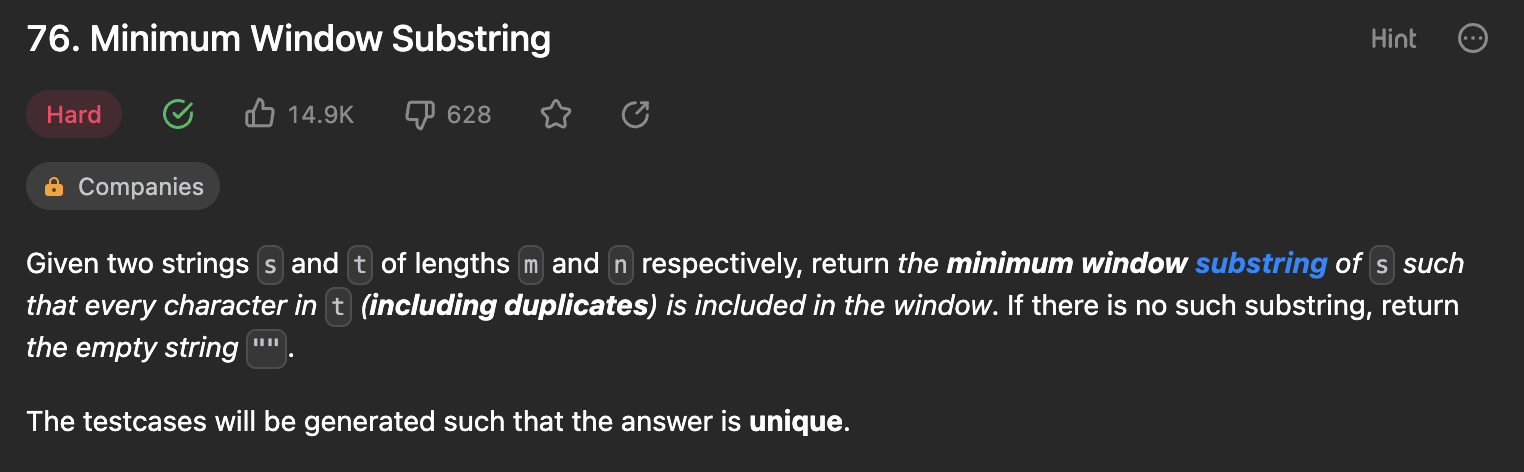 76. Minimum Window Substring
Hint
Hard
14.9K
628
Companies
Given two strings s and t of lengths m and n respectively, return the minimum window substring of s such
that every character in t (including duplicates) is included in the window. If there is no such substring, return
the empty string "".
The testcases will be generated such that the answer is unique.